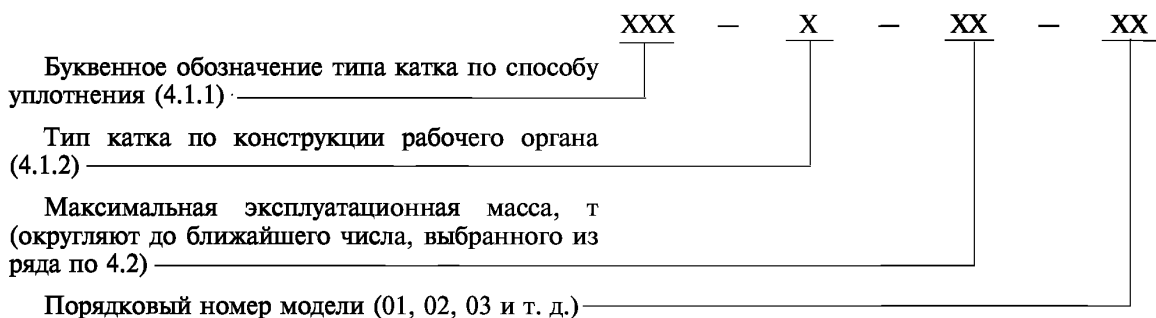 XXX — X — XX — XX
Буквенное обозначение типа катка по способу
уплотнения (4.1.1)
Тип катка по конструкции рабочего органа
(4.1.2)
Максимальная эксплуатационная масса, т
(округляют до ближайшего числа, выбранного из
ряда по 4.2)
Порядковый номер модели (01, 02, 03 и т. д.)